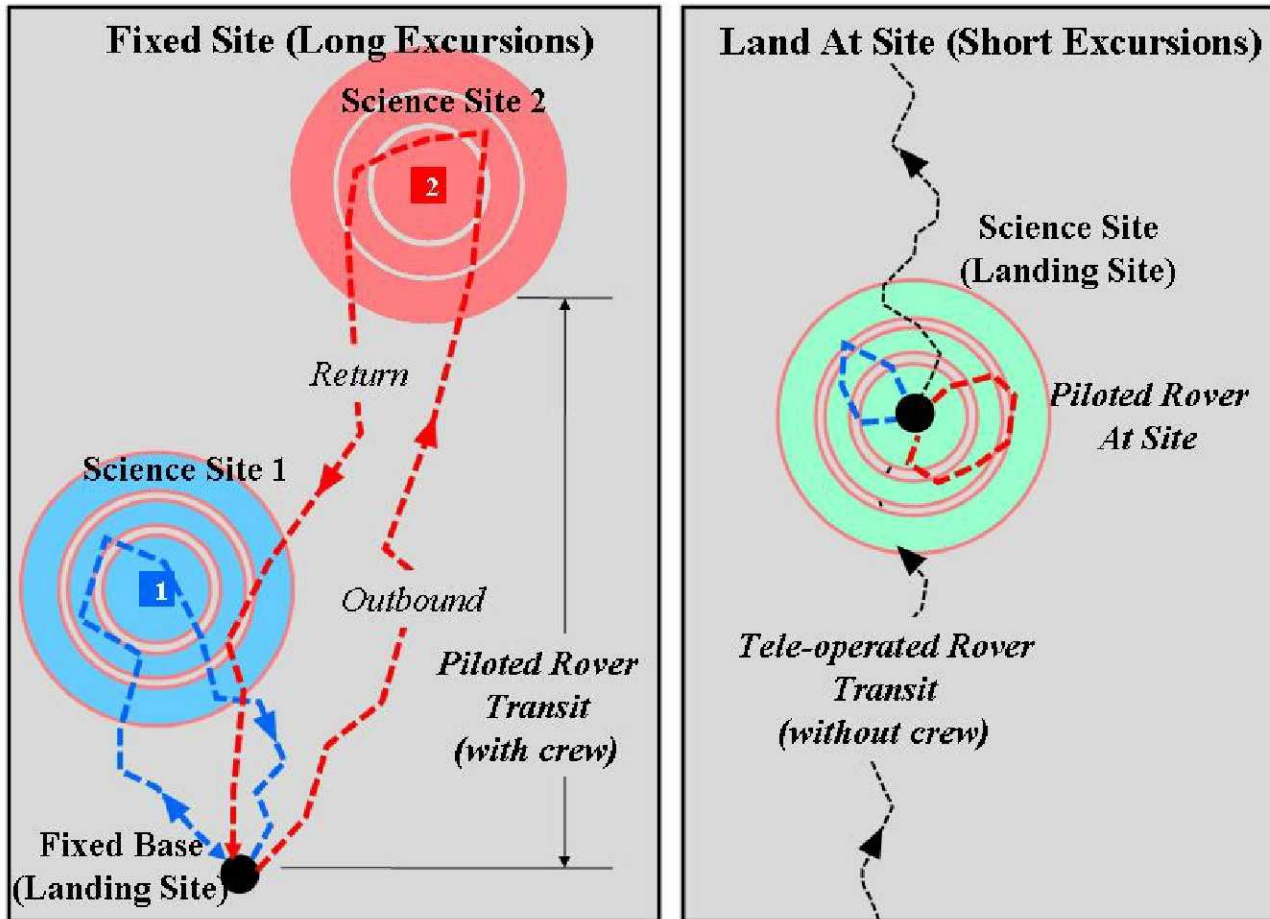 Fixed Site (Long Excursions)
Science Site 2
2
Return
Science Site 1
1
Outbound
Piloted Rover
Transit
(with crew)
Fixed Base
(Landing Site)
Land At Site (Short Excursions)
Science Site
(Landing Site)
Piloted Rover
At Site
Tele-operated Rover
Transit
(without crew)